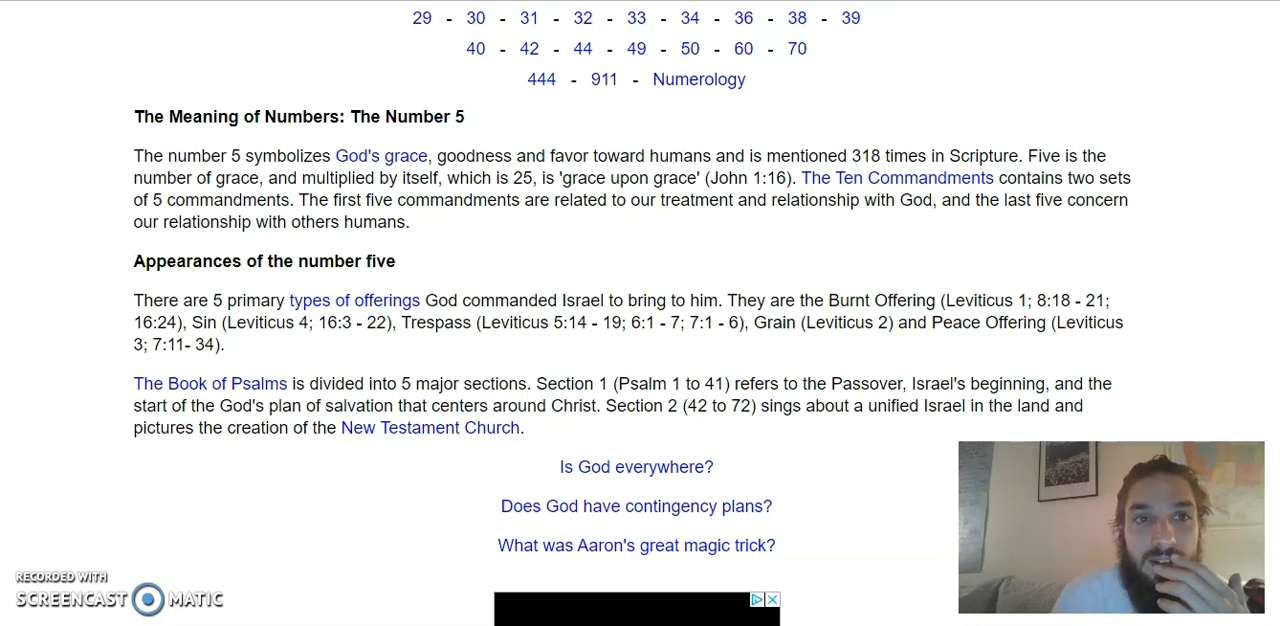 29 - 30 - 31 - 32 - 33 - 34 - 36 - 38 - 39
40 - 42 - 44 - 49 - 50 - 60 - 70
444 - 911 - Numerology
The Meaning of Numbers: The Number 5
The number 5 symbolizes God's grace, goodness and favor toward humans and is mentioned 318 times in Scripture. Five is the
number of grace, and multiplied by itself, which is 25, is 'grace upon grace' (John 1:16). The Ten Commandments contains two sets
of 5 commandments. The first five commandments are related to our treatment and relationship with God, and the last five concern
our relationship with others humans.
Appearances of the number five
There are 5 primary types of offerings God commanded Israel to bring to him. They are the Burnt Offering (Leviticus 1; 8:18 - 21;
16:24), Sin (Leviticus 4; 16:3 - 22), Trespass (Leviticus 5:14 - 19; 6:1 - 7; 7:1 - 6), Grain (Leviticus 2) and Peace Offering (Leviticus
3; 7:11- 34).
The Book of Psalms is divided into 5 major sections. Section 1 (Psalm 1 to 41) refers to the Passover, Israel's beginning, and the
start of the God's plan of salvation that centers around Christ. Section 2 (42 to 72) sings about a unified Israel in the land and
pictures the creation of the New Testament Church.
Is God everywhere?
Does God have contingency plans?
What was Aaron's great magic trick?
RECORDED WITH
SCREENCAST MATIC